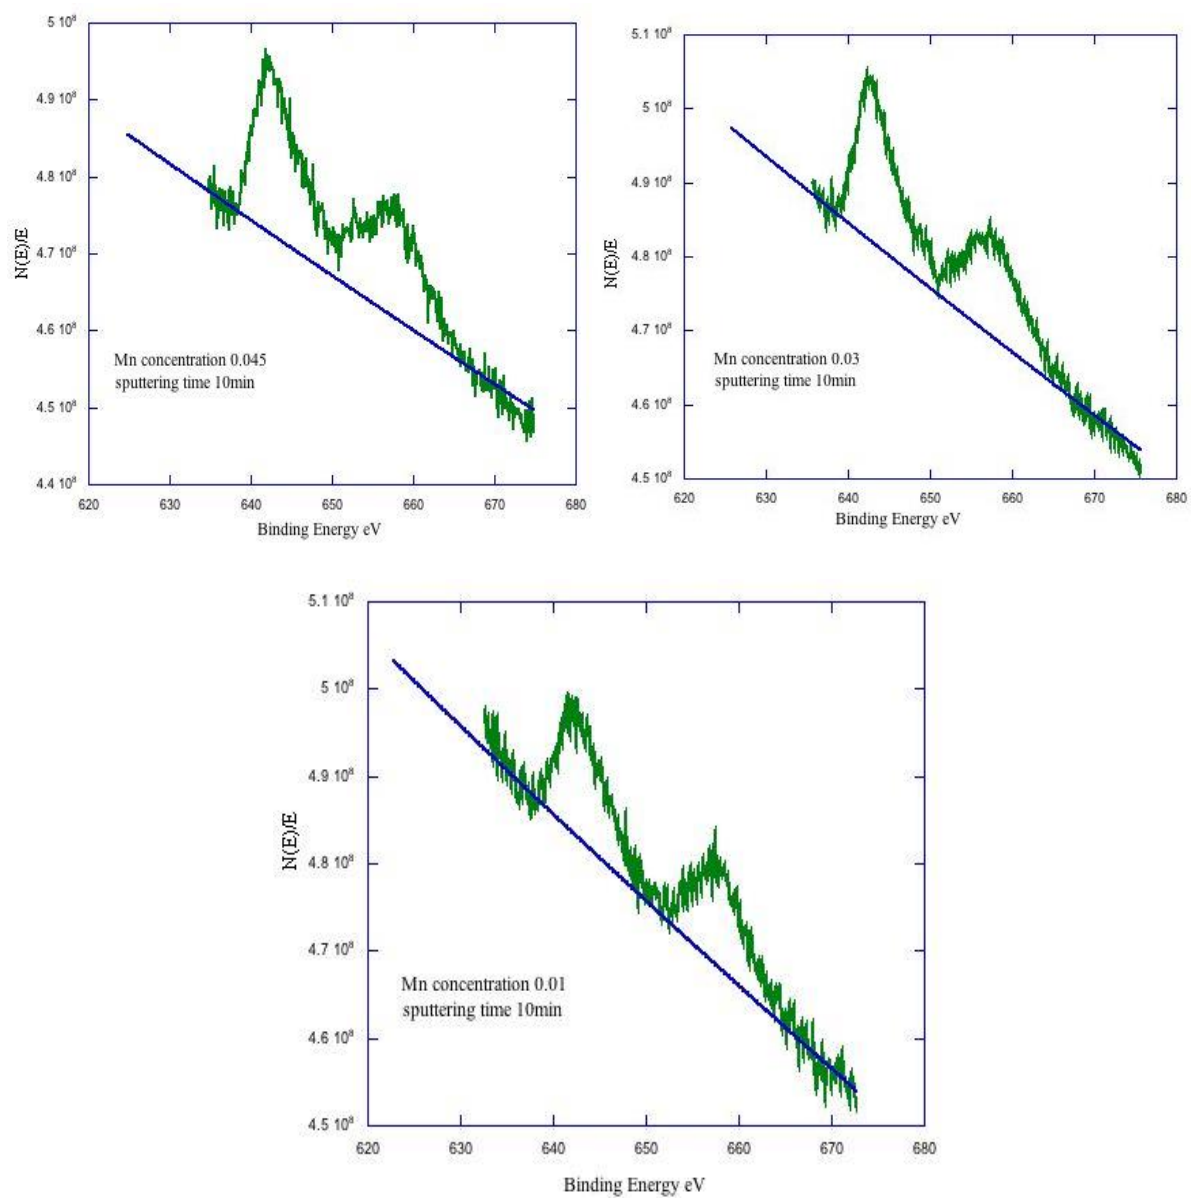 5 10⁸
4.9 10⁸
4.8 10⁸
4.7 10⁸
4.6 10⁸
4.5 10⁸
4.4 10⁸
N(E)/E
Mn concentration 0.045
sputtering time 10min
620 630 640 650 660 670 680
Binding Energy eV
5.1 10⁸
5 10⁸
4.9 10⁸
4.8 10⁸
4.7 10⁸
4.6 10⁸
4.5 10⁸
N(E)/E
Mn concentration 0.03
sputtering time 10min
620 630 640 650 660 670 680
Binding Energy eV
5.1 10⁸
5 10⁸
4.9 10⁸
4.8 10⁸
4.7 10⁸
4.6 10⁸
4.5 10⁸
N(E)/E
Mn concentration 0.01
sputtering time 10min
620 630 640 650 660 670 680
Binding Energy eV